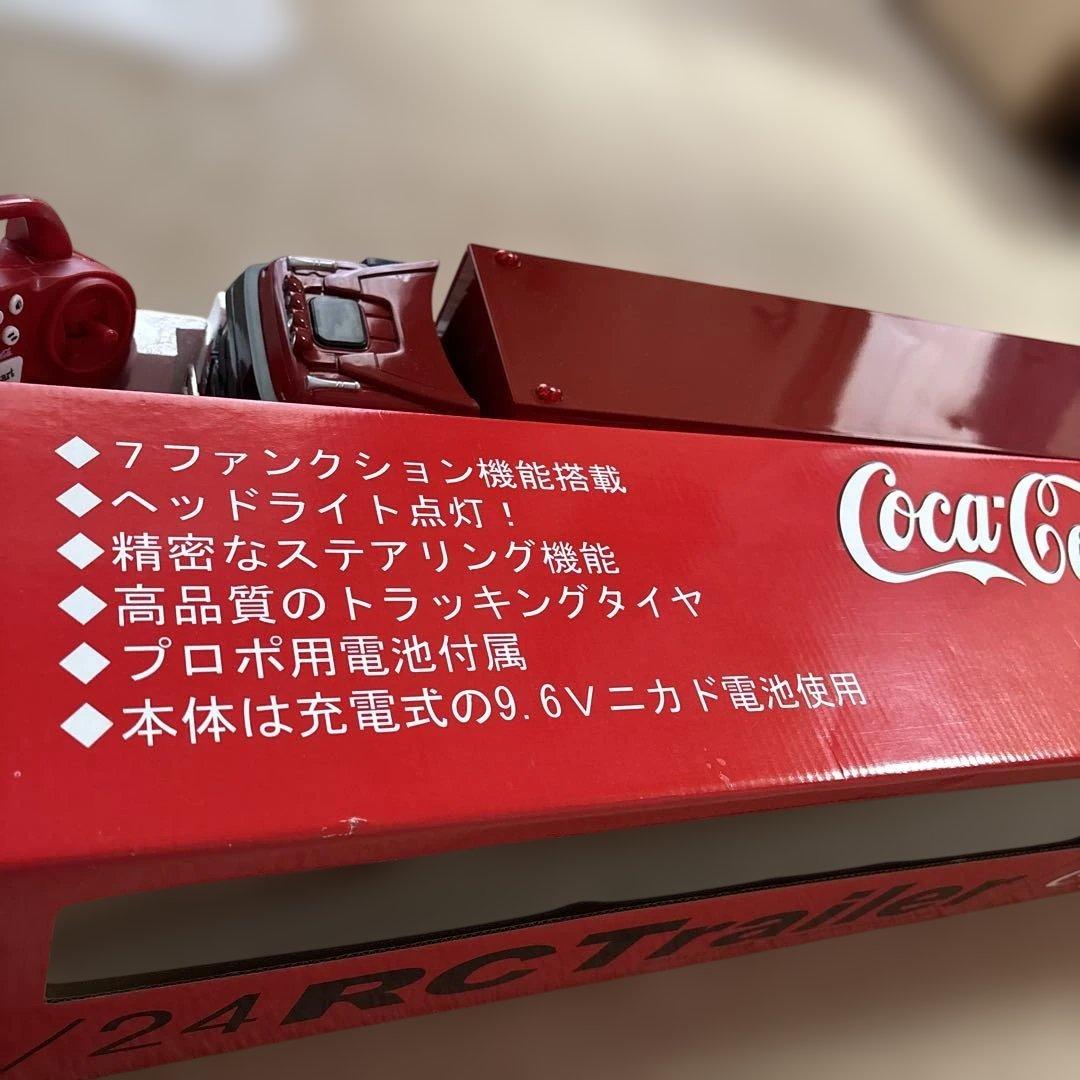 ◆7ファンクション機能搭載
◆ヘッドライト点灯！
◆精密なステアリング機能
◆高品質のトラッキングタイヤ
◆プロポ用電池付属
◆本体は充電式の9.6Vニカド電池使用
Coca-Co
/24 RC Trailer